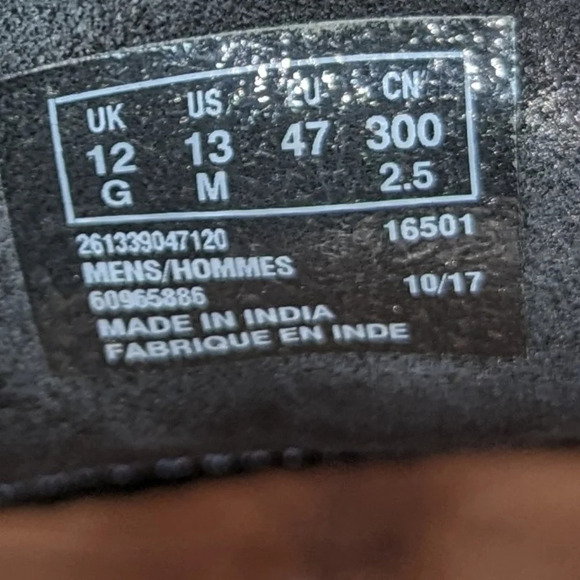 UK US EU CN
12 13 47 300
G M 2.5
261339047120 16501
MENS/HOMMES
60965886 10/17
MADE IN INDIA
FABRIQUE EN INDE